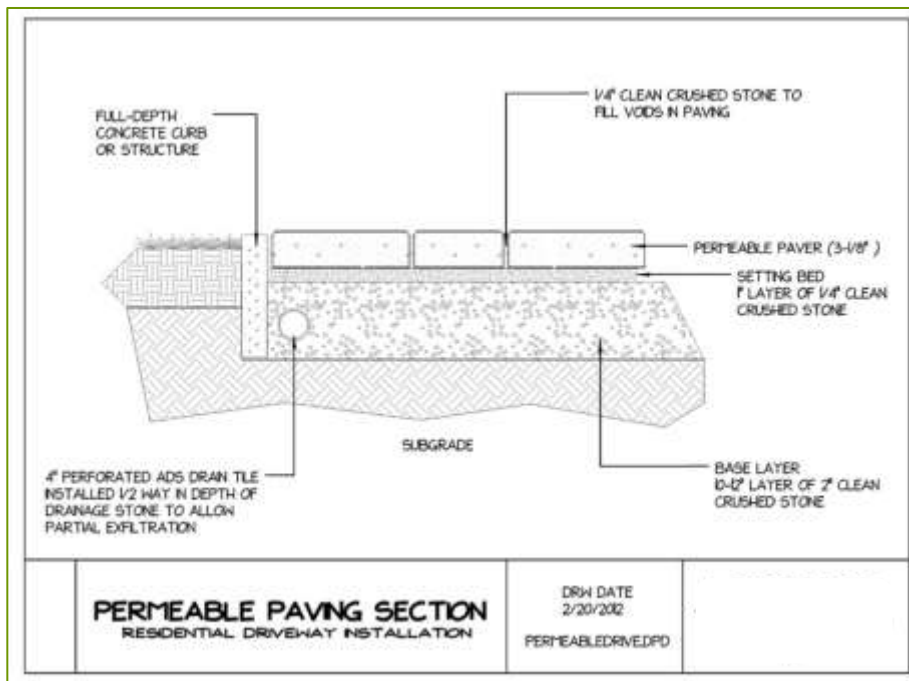 FULL-DEPTH
CONCRETE CURB
OR STRUCTURE
1/4" CLEAN CRUSHED STONE TO
FILL VOIDS IN PAVING
PERMEABLE PAVER (3-1/8" )
SETTING BED
1" LAYER OF 1/4" CLEAN
CRUSHED STONE
SUBGRADE
4" PERFORATED ADS DRAN TILE
INSTALLED 1/2 WAY IN DEPTH OF
DRANAGE STONE TO ALLOW
PARTIAL EXFILTRATION
BASE LAYER
10-12" LAYER OF 2" CLEAN
CRUSHED STONE
PERMEABLE PAVING SECTION
RESIDENTIAL DRIVEWAY INSTALLATION
DRW DATE
2/20/2012
PERMEABLEDRIVE.DPD